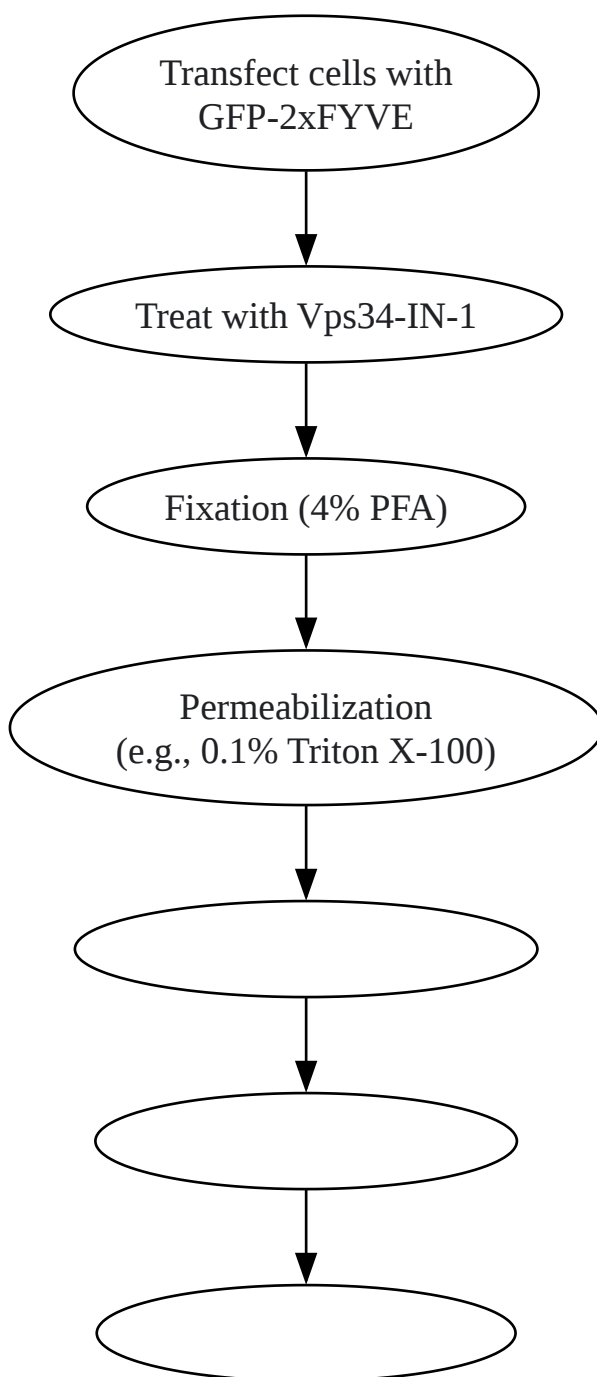 Transfect cells with
GFP-2xFYVE
Treat with Vps34-IN-1
Fixation (4% PFA)
Permeabilization
(e.g., 0.1% Triton X-100)